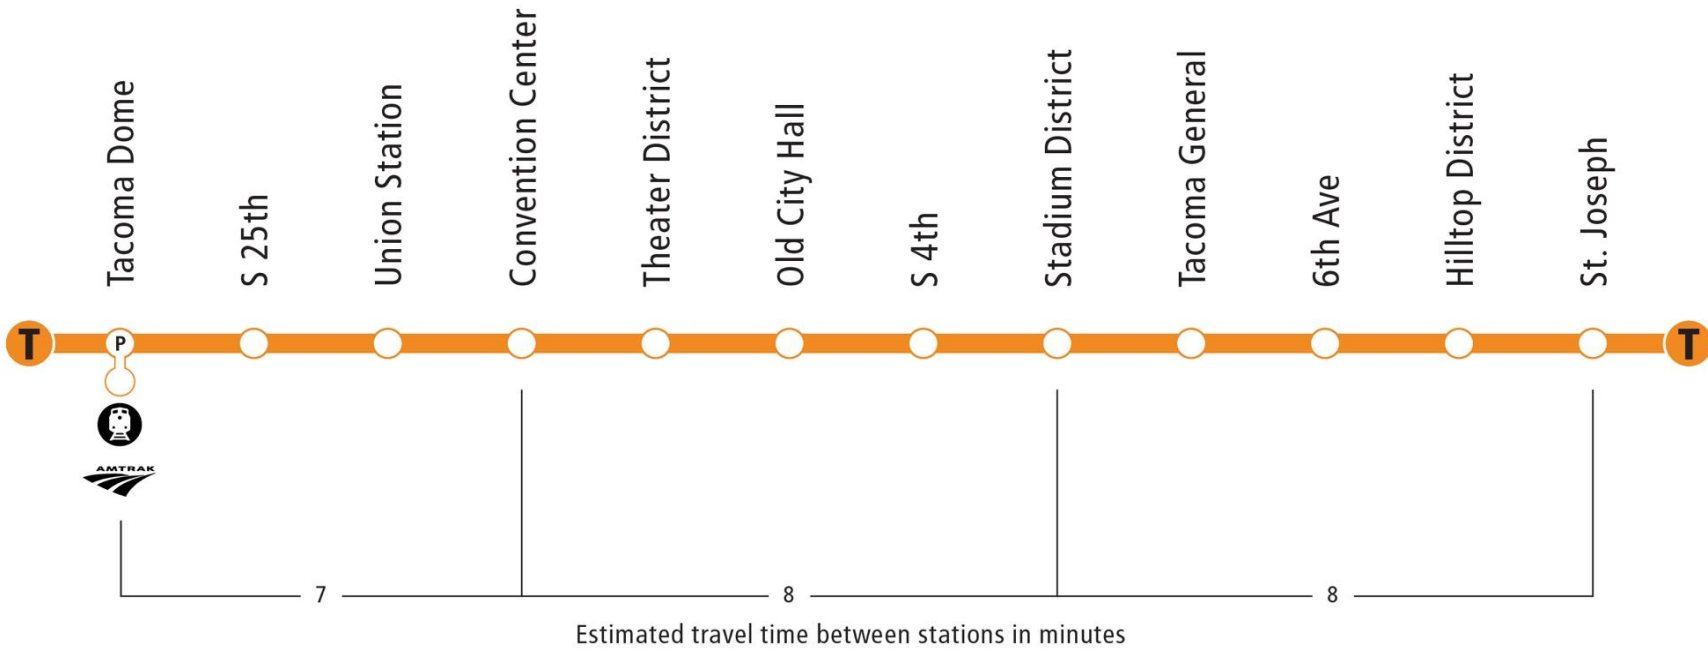 Tacoma Dome
S 25th
Union Station
Convention Center
Theater District
Old City Hall
S 4th
Stadium District
Tacoma General
6th Ave
Hilltop District
St. Joseph
T
P
T
AMTRAK
7
8
8
Estimated travel time between stations in minutes